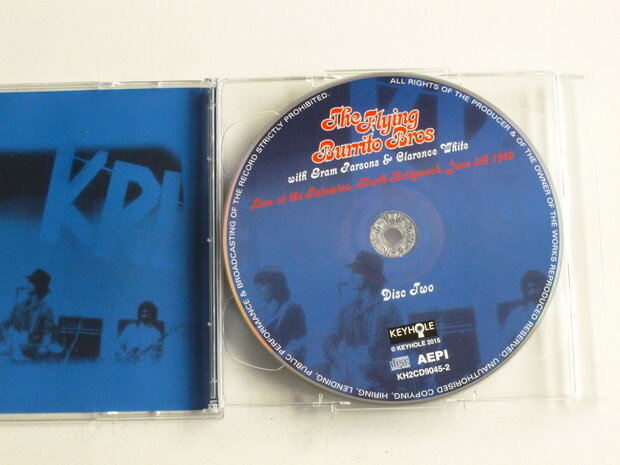 KP
The Flying
Burrito Bros
with Gram Parsons & Clarence White
Live at the Palomino, North Hollywood, June 8th 1969
Disc Two
KEYHOLE
© KEYHOLE 2015
AEPI
KH2CD9045-2
ALL RIGHTS OF THE PRODUCER & OF THE OWNER OF THE WORKS REPRODUCED RESERVED. UNAUTHORISED COPYING, HIRING, LENDING, PUBLIC PERFORMANCE & BROADCASTING OF THE RECORD STRICTLY PROHIBITED.